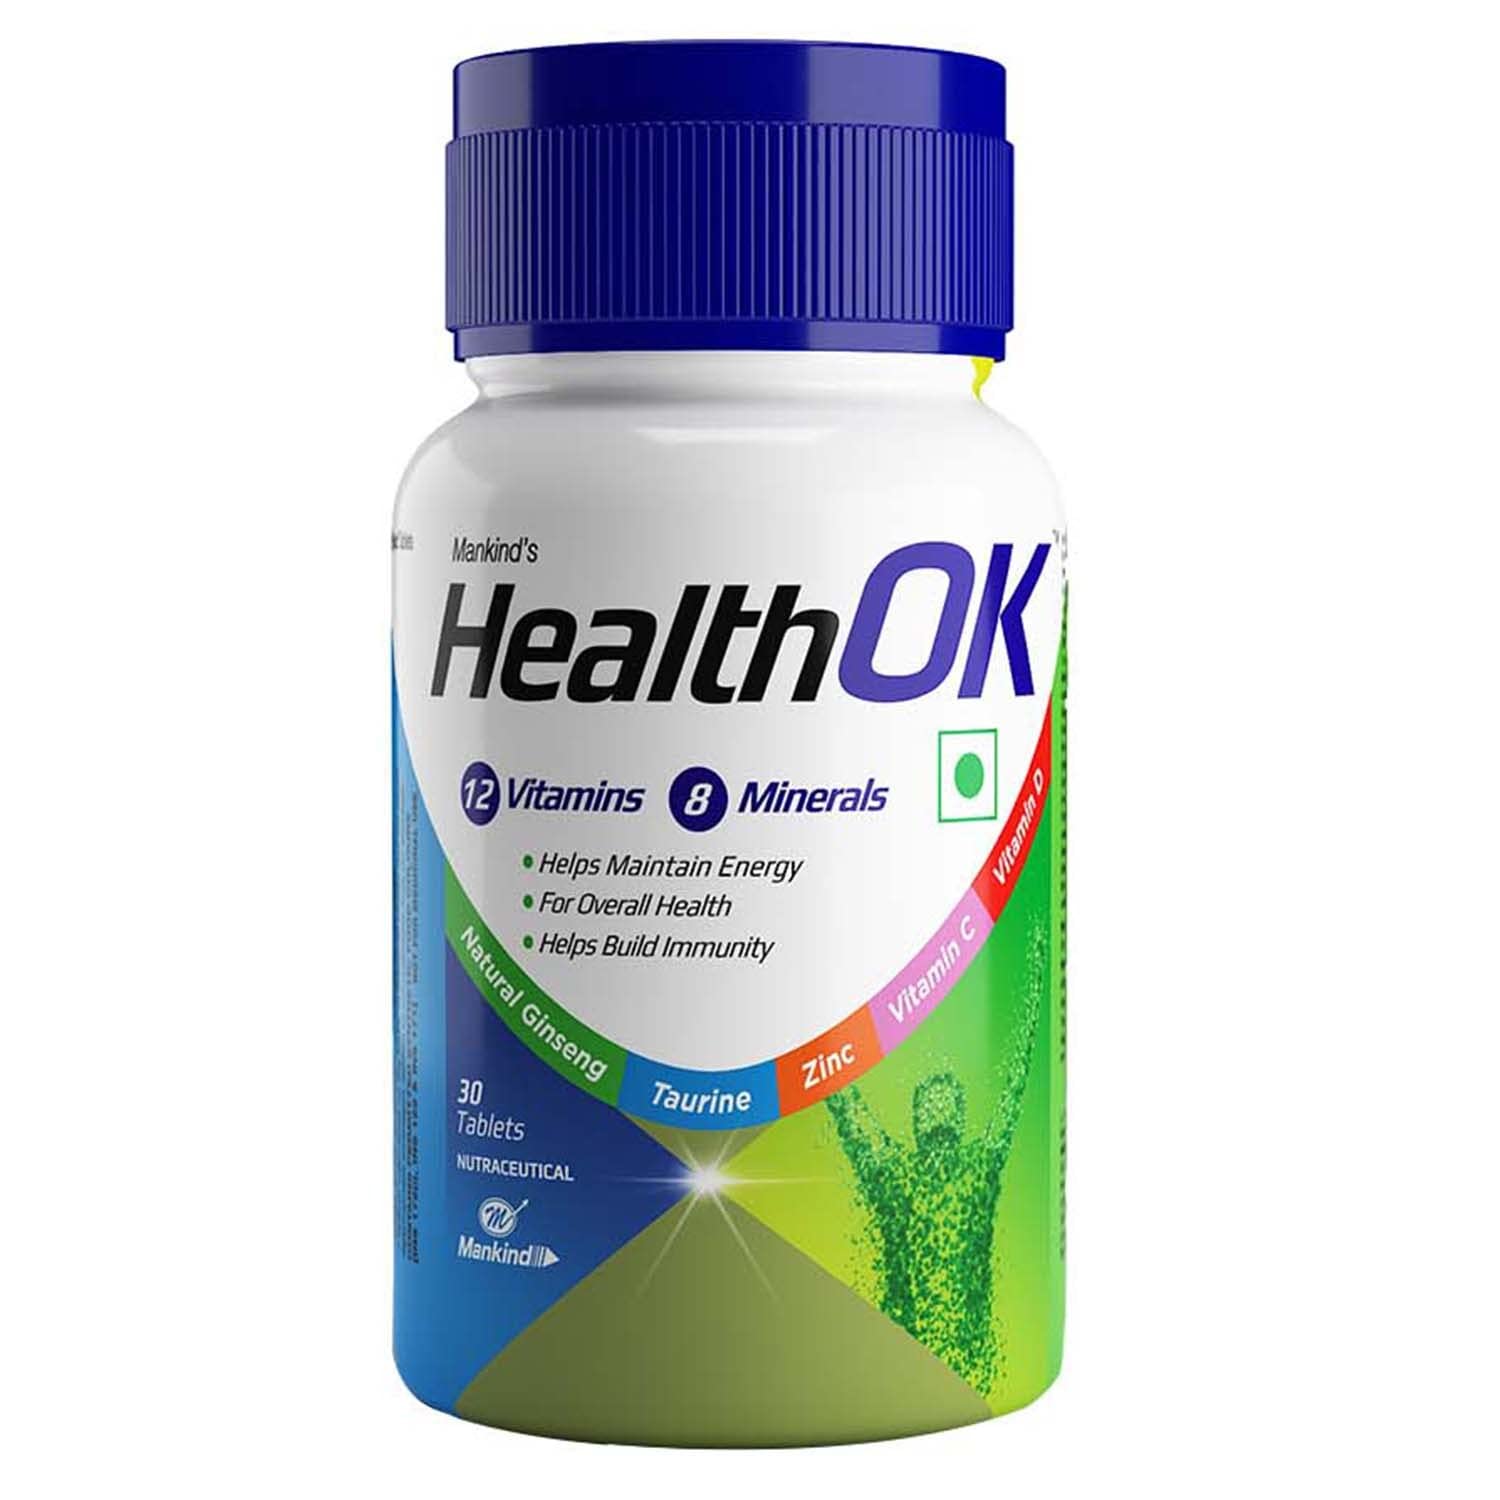 Mankind's
HealthOK
12 Vitamins 8 Minerals
• Helps Maintain Energy
• For Overall Health
• Helps Build Immunity
Natural Ginseng
Taurine
Zinc
Vitamin C
Vitamin D
30
Tablets
NUTRACEUTICAL
Mankind